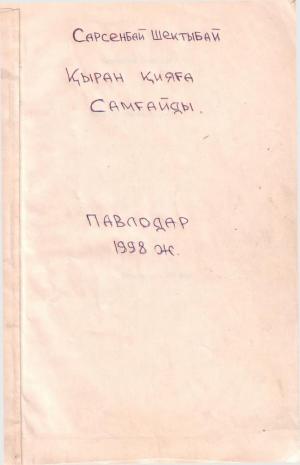 Сарсенбай Шектыбай
Қыран қияға
Самғайды.
Павлодар
1998 ж.